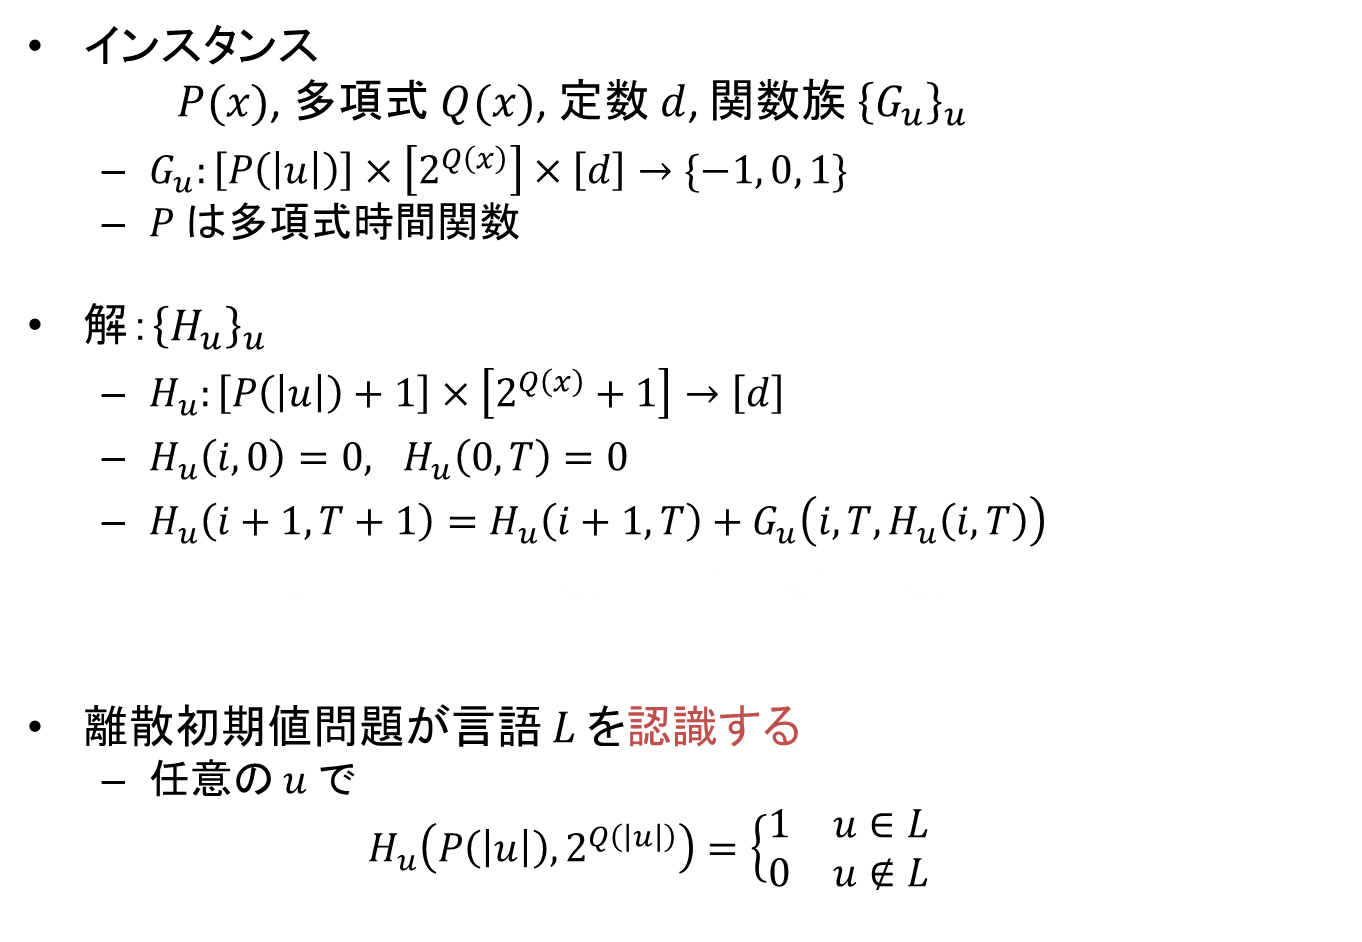 • インスタンス
P(x), 多項式 Q(x), 定数 d, 関数族 {G_u}_u
– G_u: [P(|u|)] × [2^{Q(x)}] × [d] → {−1, 0, 1}
– P は多項式時間関数
• 解: {H_u}_u
– H_u: [P(|u|) + 1] × [2^{Q(x)} + 1] → [d]
– H_u(i, 0) = 0, H_u(0, T) = 0
– H_u(i + 1, T + 1) = H_u(i + 1, T) + G_u(i, T, H_u(i, T))
• 離散初期値問題が言語 L を認識する
– 任意の u で
H_u(P(|u|), 2^{Q(|u|)}) = { 1 u ∈ L
0 u ∉ L